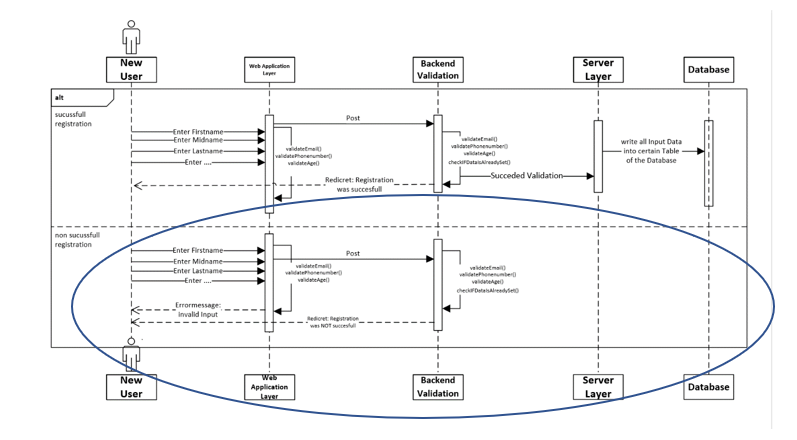 New
User
Web Application
Layer
Backend
Validation
Server
Layer
Database
alt
sucussfull
registration
Post
Enter Firstname
Enter Midname
Enter Lastname
Enter ....
validateEmail()
validatePhonenumber()
validateAge()
validateEmail()
validatePhonenumber()
validateAge()
checkIFDataisAlreadySet()
write all Input Data
into certain Table
of the Database
Succeded Validation
Redicret: Registration
was succesfull
non sucussfull
registration
Enter Firstname
Enter Midname
Enter Lastname
Enter ....
Post
validateEmail()
validatePhonenumber()
validateAge()
validateEmail()
validatePhonenumber()
validateAge()
checkIFDataisAlreadySet()
Errormessage:
Invalid Input
Redicret: Registration
was NOT succesfull
New
User
Web
Application
Layer
Backend
Validation
Server
Layer
Database